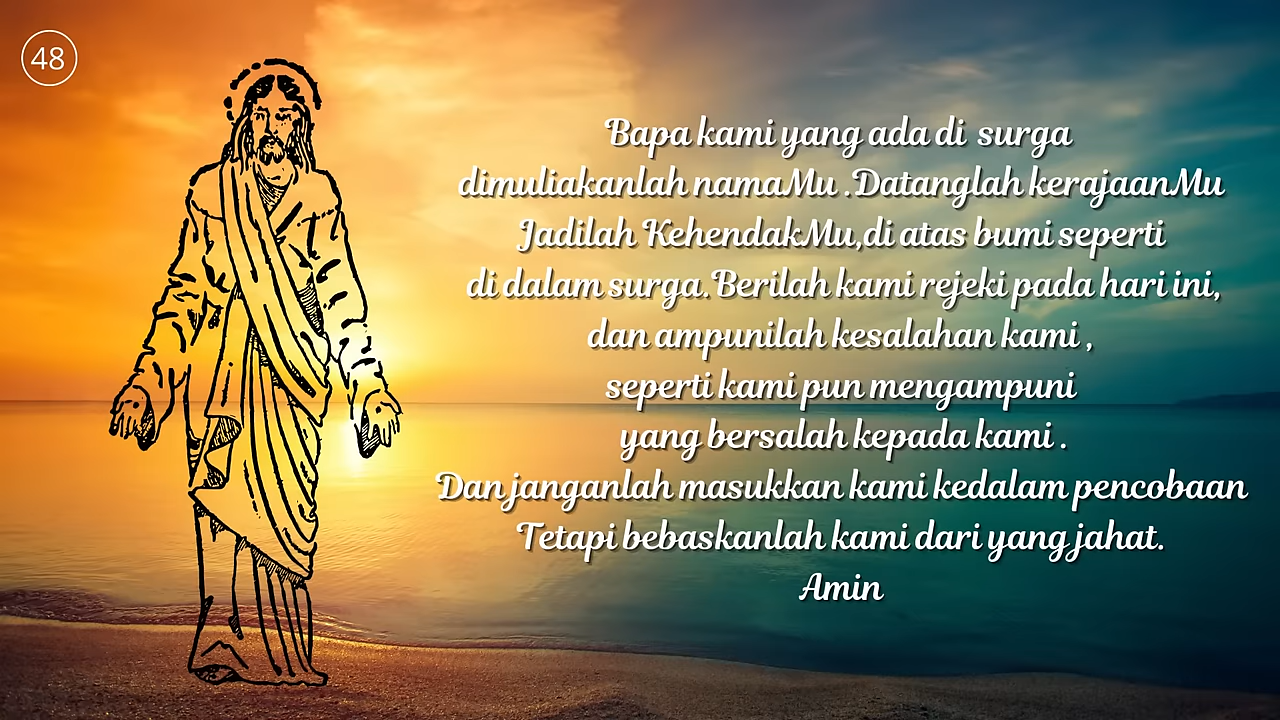 48
Bapa kami yang ada di surga
dimuliakanlah namaMu .Datanglah kerajaanMu
Jadilah KehendakMu,di atas bumi seperti
di dalam surga.Berilah kami rejeki pada hari ini,
dan ampunilah kesalahan kami ,
seperti kami pun mengampuni
yang bersalah kepada kami .
Dan janganlah masukkan kami kedalam pencobaan
Tetapi bebaskanlah kami dari yang jahat.
Amin